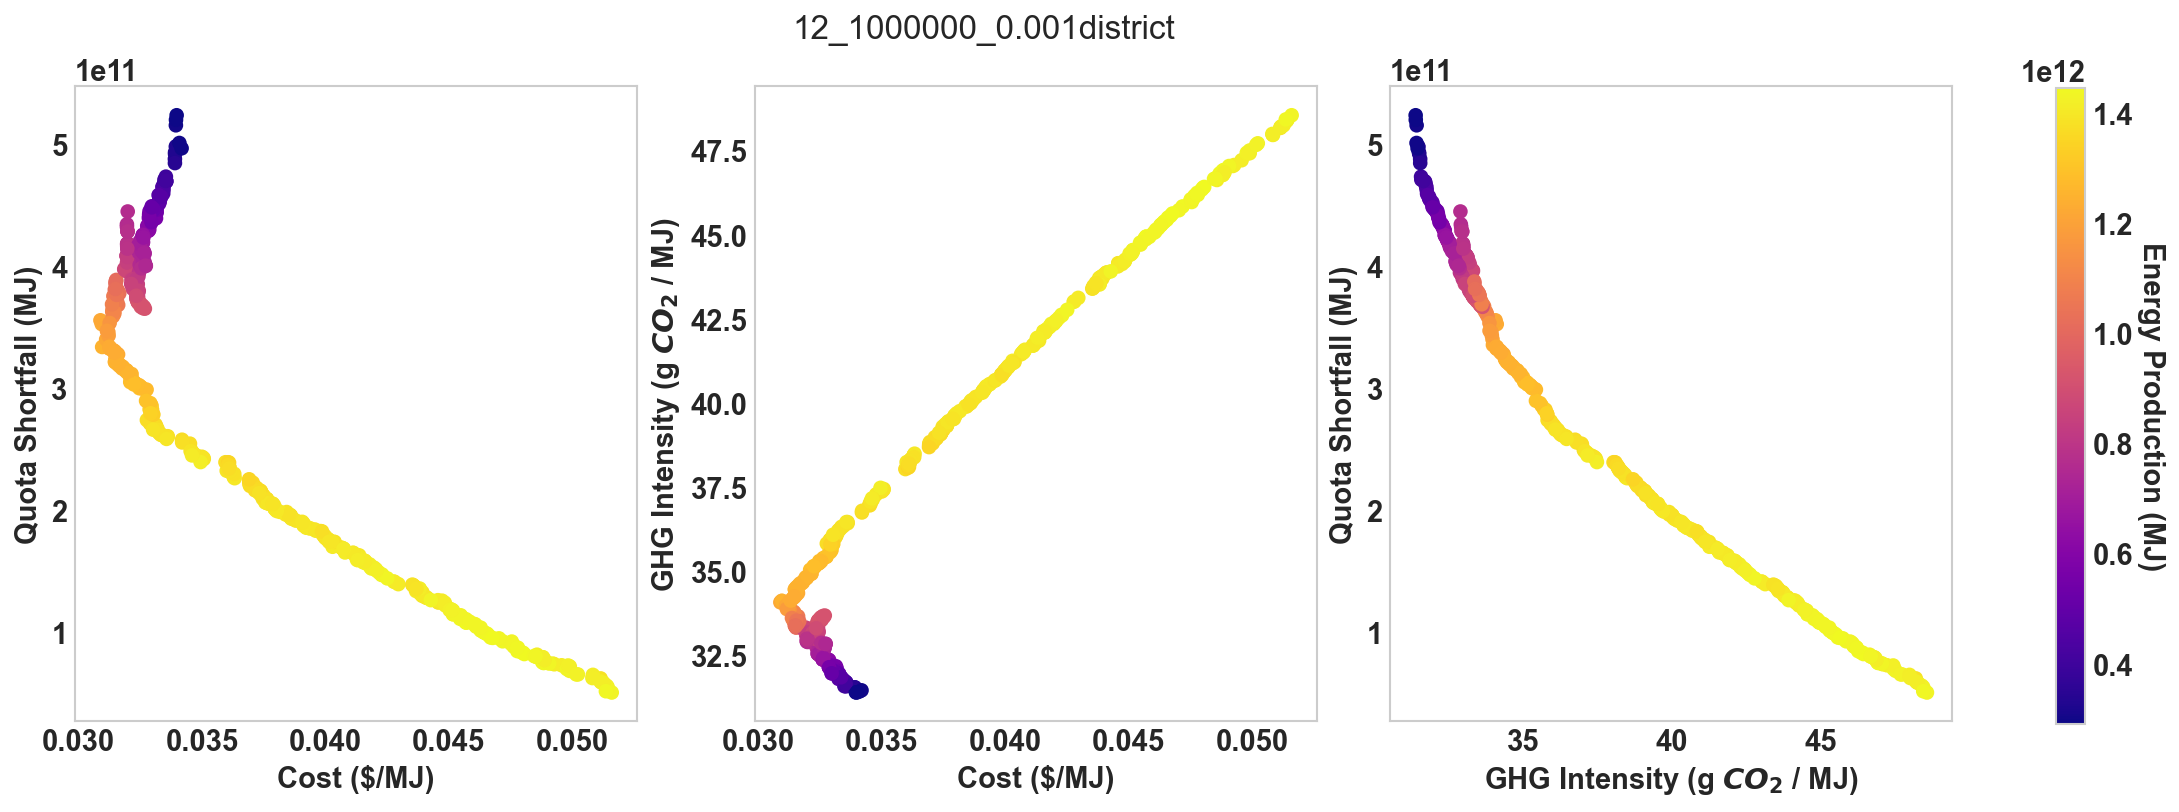 12_1000000_0.001district
1e11
5
4
3
2
1
Quota Shortfall (MJ)
0.030 0.035 0.040 0.045 0.050
Cost ($/MJ)
47.5
45.0
42.5
40.0
37.5
35.0
32.5
GHG Intensity (g CO₂ / MJ)
0.030 0.035 0.040 0.045 0.050
Cost ($/MJ)
1e11
5
4
3
2
1
Quota Shortfall (MJ)
35 40 45
GHG Intensity (g CO₂ / MJ)
1e12
1.4
1.2
1.0
0.8
0.6
0.4
Energy Production (MJ)